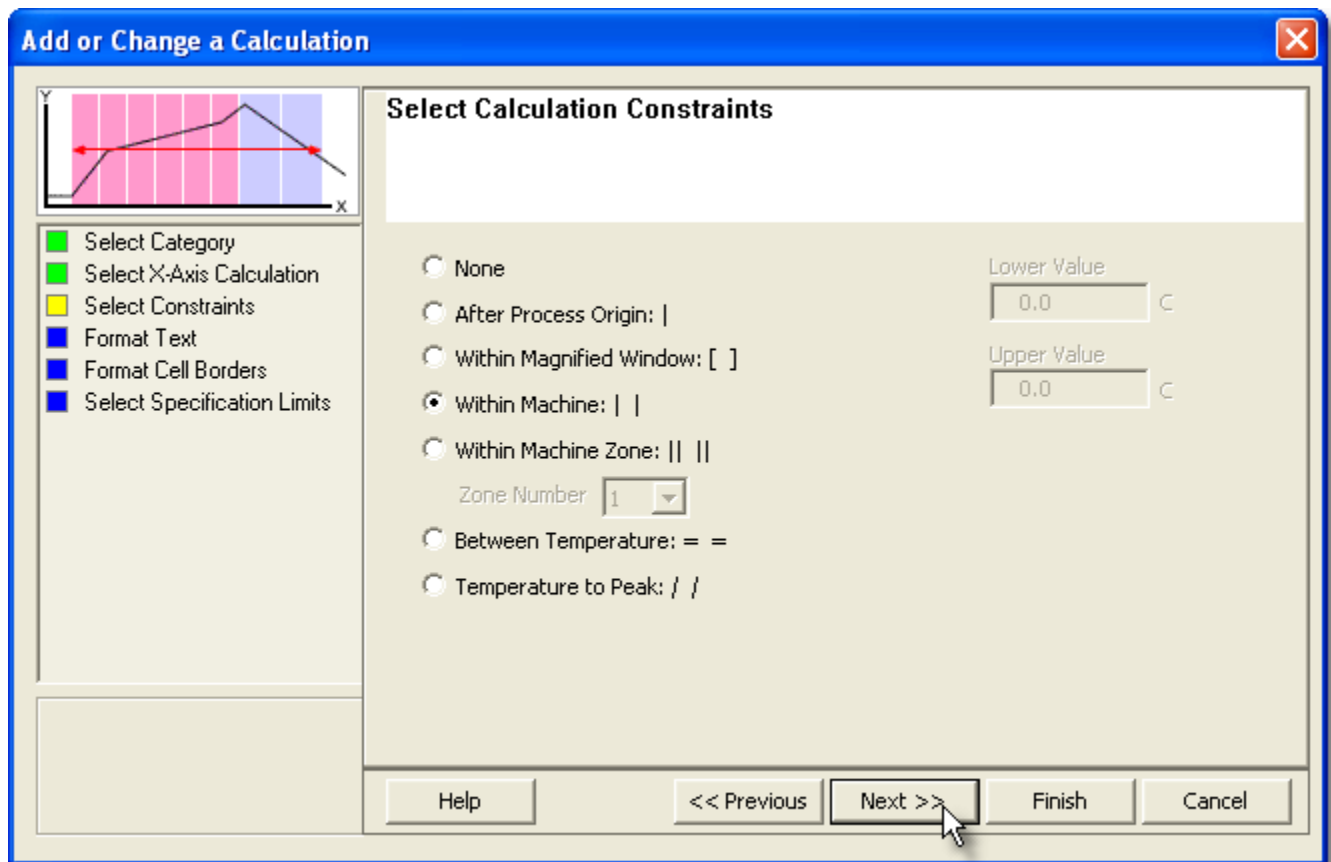 Add or Change a Calculation
Y
X
Select Category
Select X-Axis Calculation
Select Constraints
Format Text
Format Cell Borders
Select Specification Limits
Select Calculation Constraints
None
After Process Origin: |
Within Magnified Window: [ ]
Within Machine: | |
Within Machine Zone: || ||
Zone Number 1
Between Temperature: = =
Temperature to Peak: / /
Lower Value
0.0 C
Upper Value
0.0 C
Help << Previous Next >> Finish Cancel